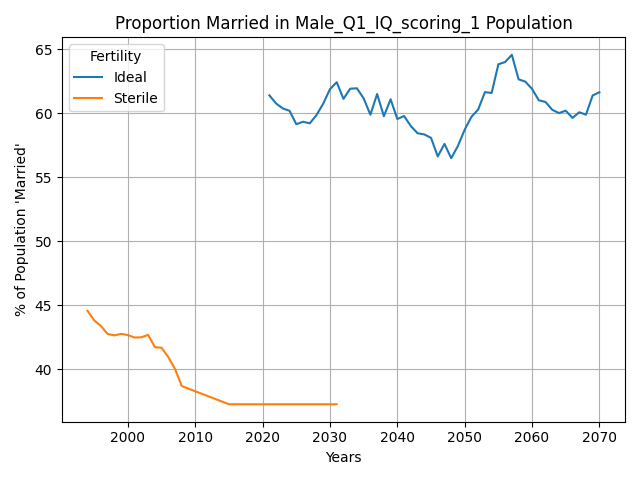 Proportion Married in Male_Q1_IQ_scoring_1 Population
Fertility
Ideal
Sterile
% of Population 'Married'
65
60
55
50
45
40
2000
2010
2020
2030
2040
2050
2060
2070
Years